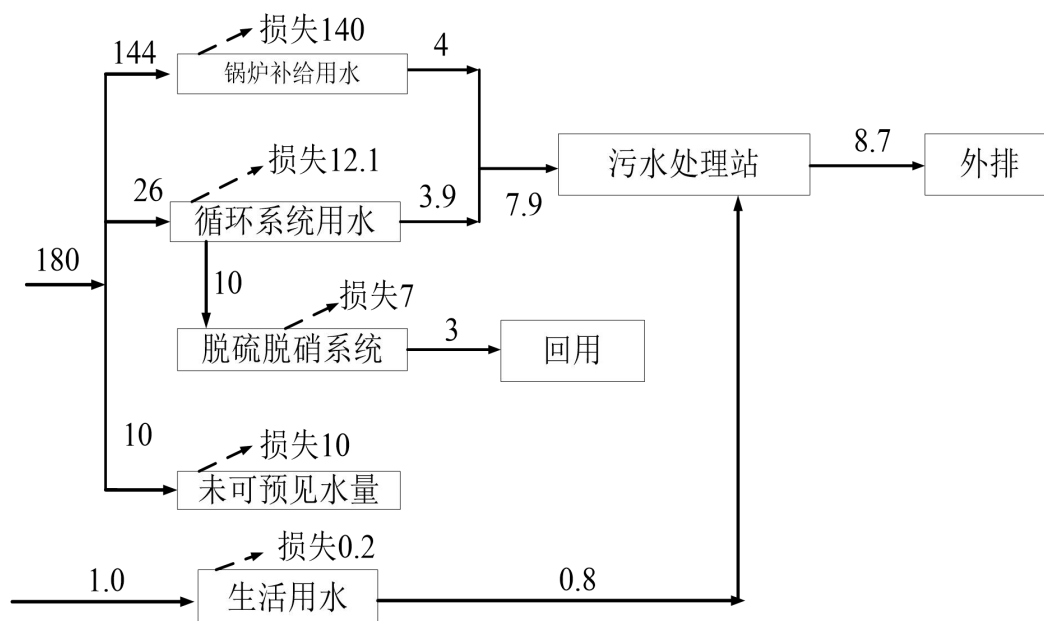 损失140
144
锅炉补给用水
4
损失12.1
26
循环系统用水
3.9
7.9
污水处理站
8.7
外排
180
10
损失7
脱硫脱硝系统
3
回用
10
损失10
未可预见水量
损失0.2
1.0
生活用水
0.8